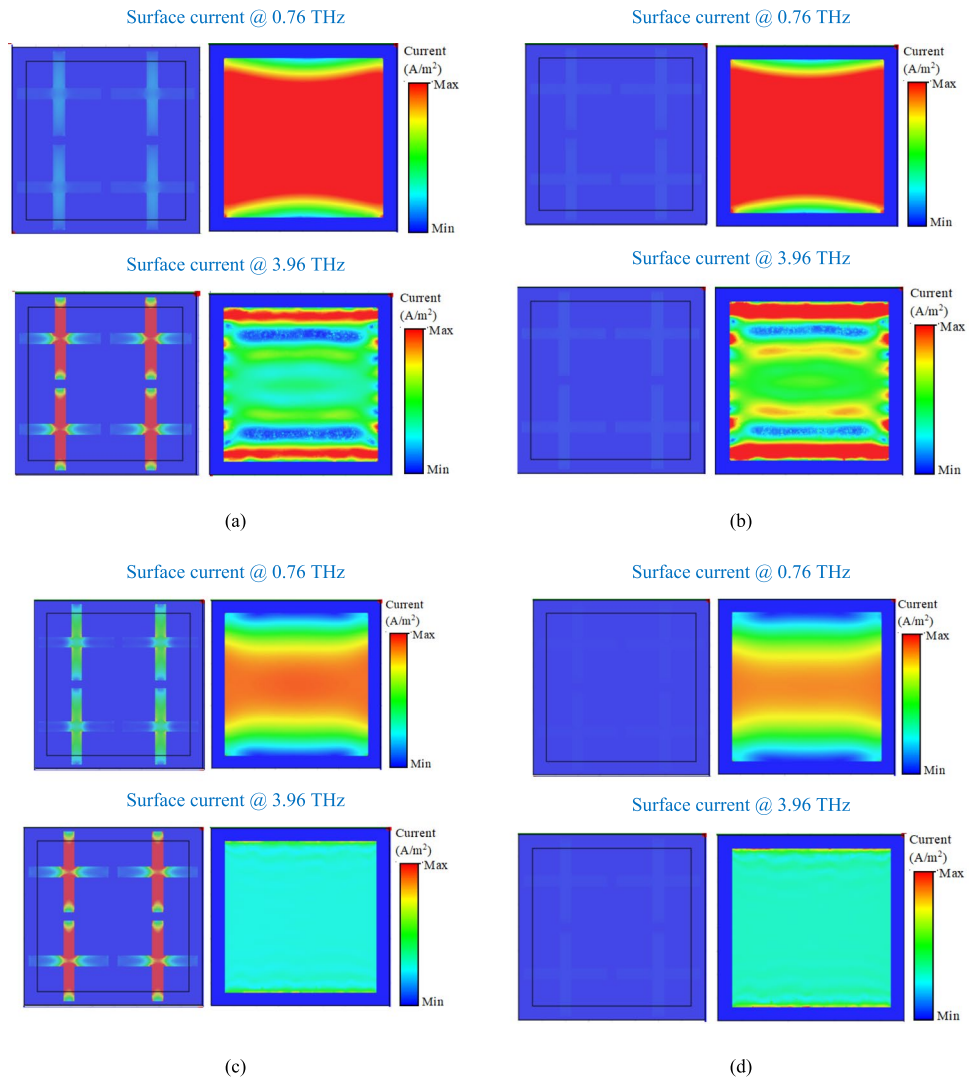 Surface current @ 0.76 THz
Surface current @ 0.76 THz
Current
(A/m²)
Max
Min
Current
(A/m²)
Max
Min
Surface current @ 3.96 THz
Surface current @ 3.96 THz
Current
(A/m²)
Max
Min
Current
(A/m²)
Max
Min
(a)
(b)
Surface current @ 0.76 THz
Surface current @ 0.76 THz
Current
(A/m²)
Max
Min
Current
(A/m²)
Max
Min
Surface current @ 3.96 THz
Surface current @ 3.96 THz
Current
(A/m²)
Max
Min
Current
(A/m²)
Max
Min
(c)
(d)